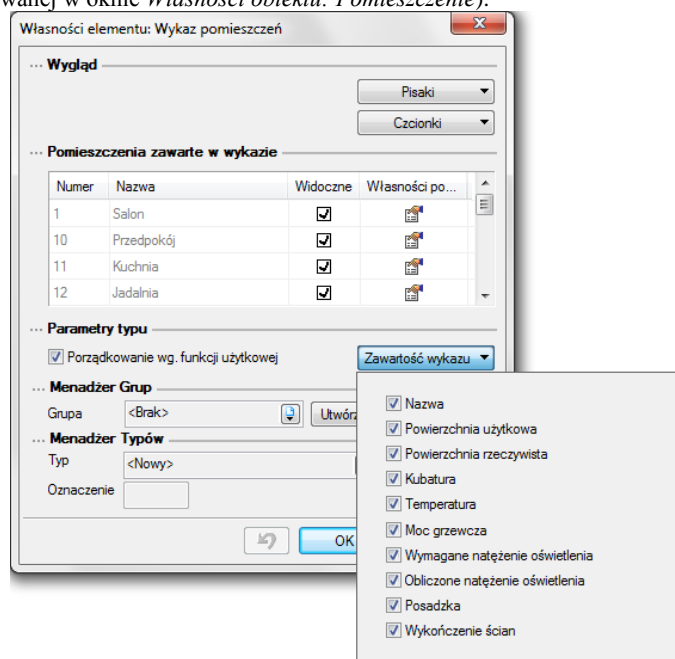 wanej w oknie Własności obiektu: Pomieszczenie).
Własności elementu: Wykaz pomieszczeń
Wygląd
Pisaki
Czcionki
Pomieszczenia zawarte w wykazie
Numer Nazwa Widoczne Własności po...
1 Salon
10 Przedpokój
11 Kuchnia
12 Jadalnia
Parametry typu
Porządkowanie wg. funkcji użytkowej Zawartość wykazu
Menadżer Grup
Grupa <Brak> Utwórz
Menadżer Typów
Typ <Nowy>
Oznaczenie
OK
Nazwa
Powierzchnia użytkowa
Powierzchnia rzeczywista
Kubatura
Temperatura
Moc grzewcza
Wymagane natężenie oświetlenia
Obliczone natężenie oświetlenia
Posadzka
Wykończenie ścian